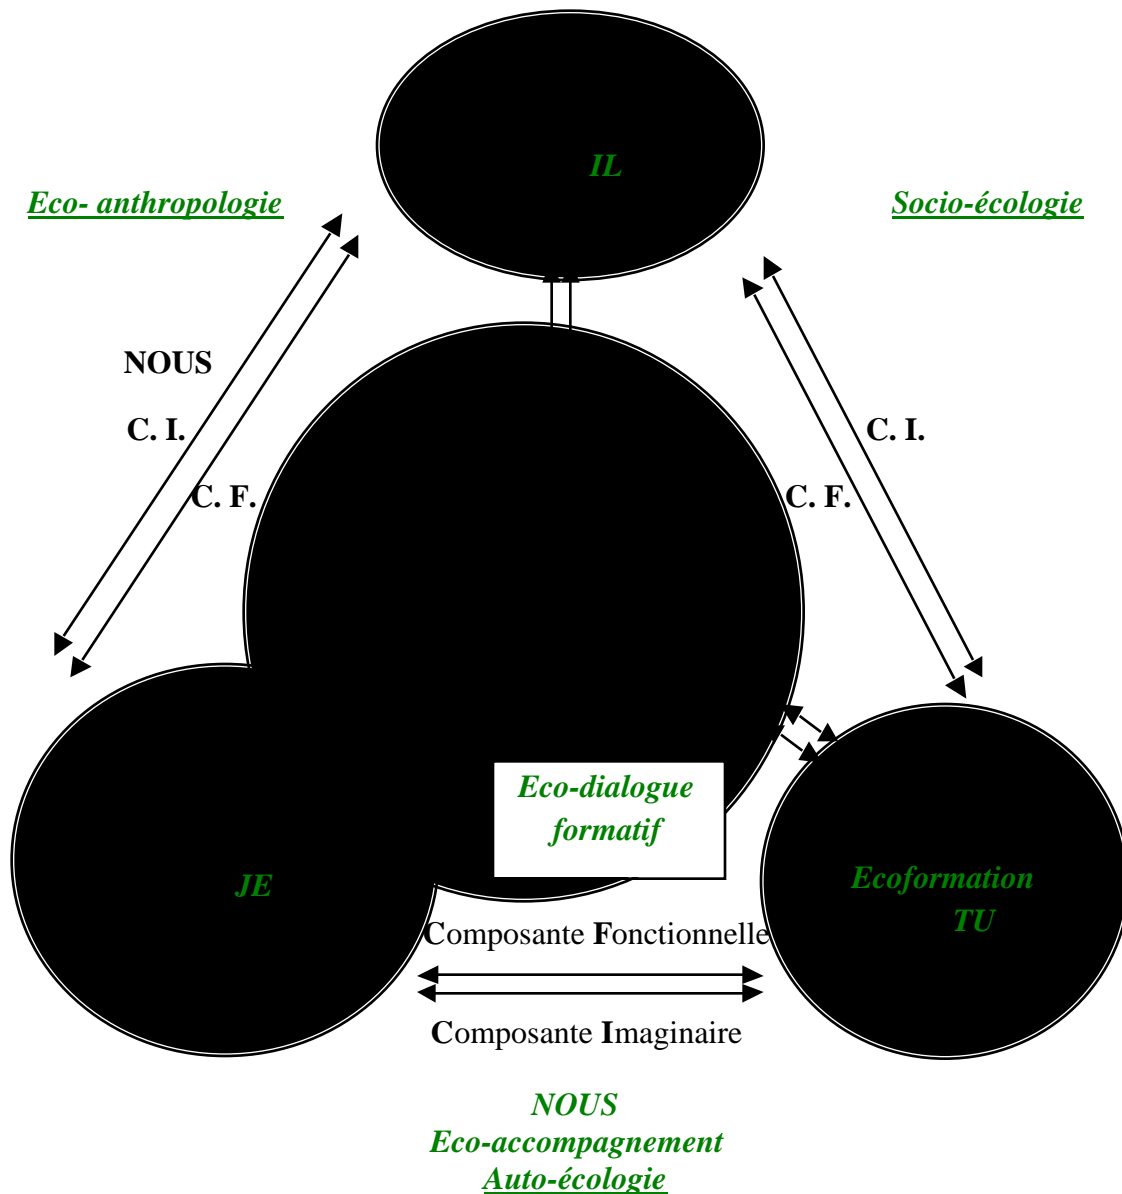 IL
Eco- anthropologie
Socio-écologie
NOUS
C. I.
C. I.
C. F.
C. F.
Eco-dialogue
formatif
JE
Ecoformation
TU
Composante Fonctionnelle
Composante Imaginaire
NOUS
Eco-accompagnement
Auto-écologie